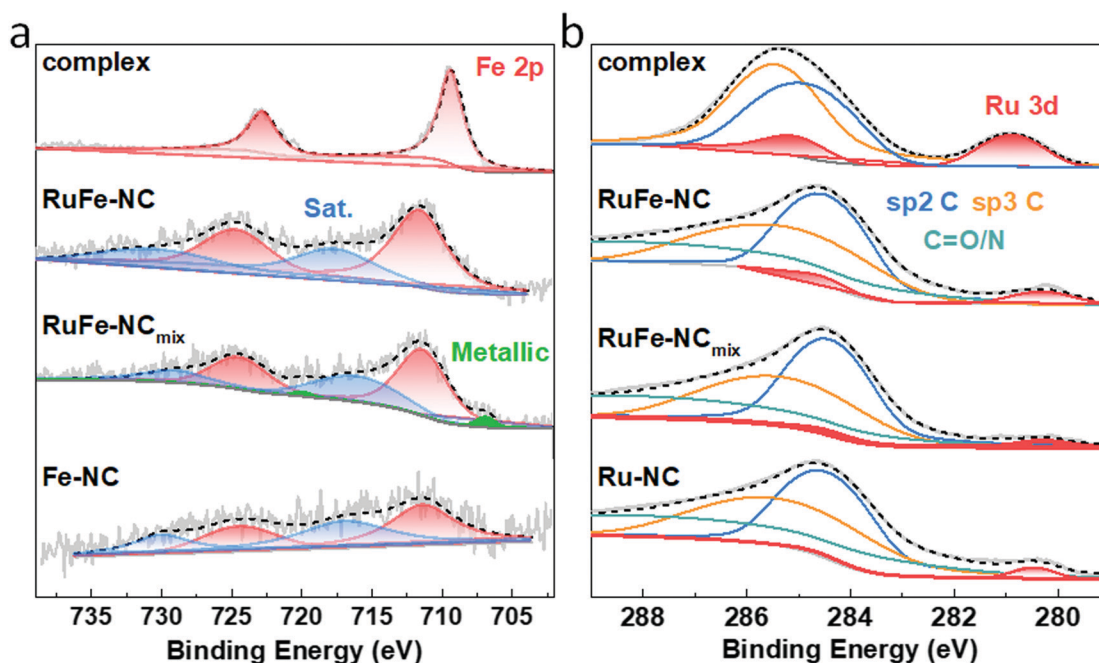 a
complex
Fe 2p
RuFe-NC
Sat.
RuFe-NCmix
Metallic
Fe-NC
735 730 725 720 715 710 705
Binding Energy (eV)
b
complex
Ru 3d
RuFe-NC
sp2 C sp3 C
C=O/N
RuFe-NCmix
Ru-NC
288 286 284 282 280
Binding Energy (eV)